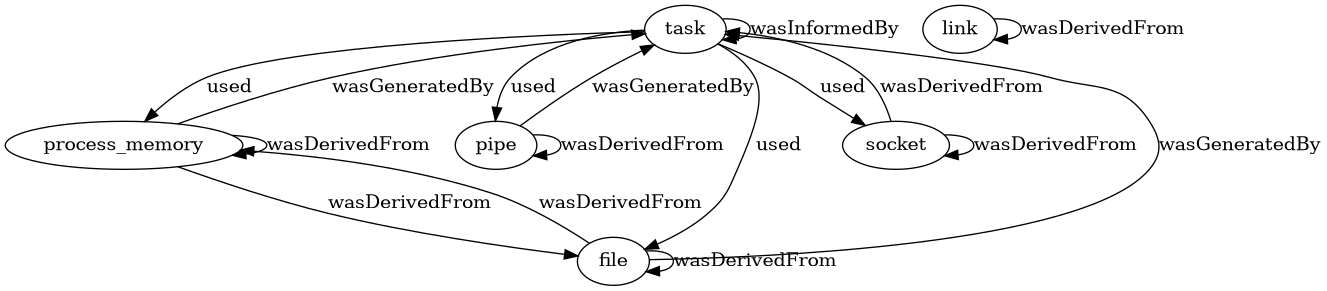 task
wasInformedBy
link
wasDerivedFrom
used
wasGeneratedBy
used
wasGeneratedBy
used
wasDerivedFrom
process_memory
wasDerivedFrom
pipe
wasDerivedFrom
used
socket
wasDerivedFrom
wasGeneratedBy
wasDerivedFrom
wasDerivedFrom
file
wasDerivedFrom